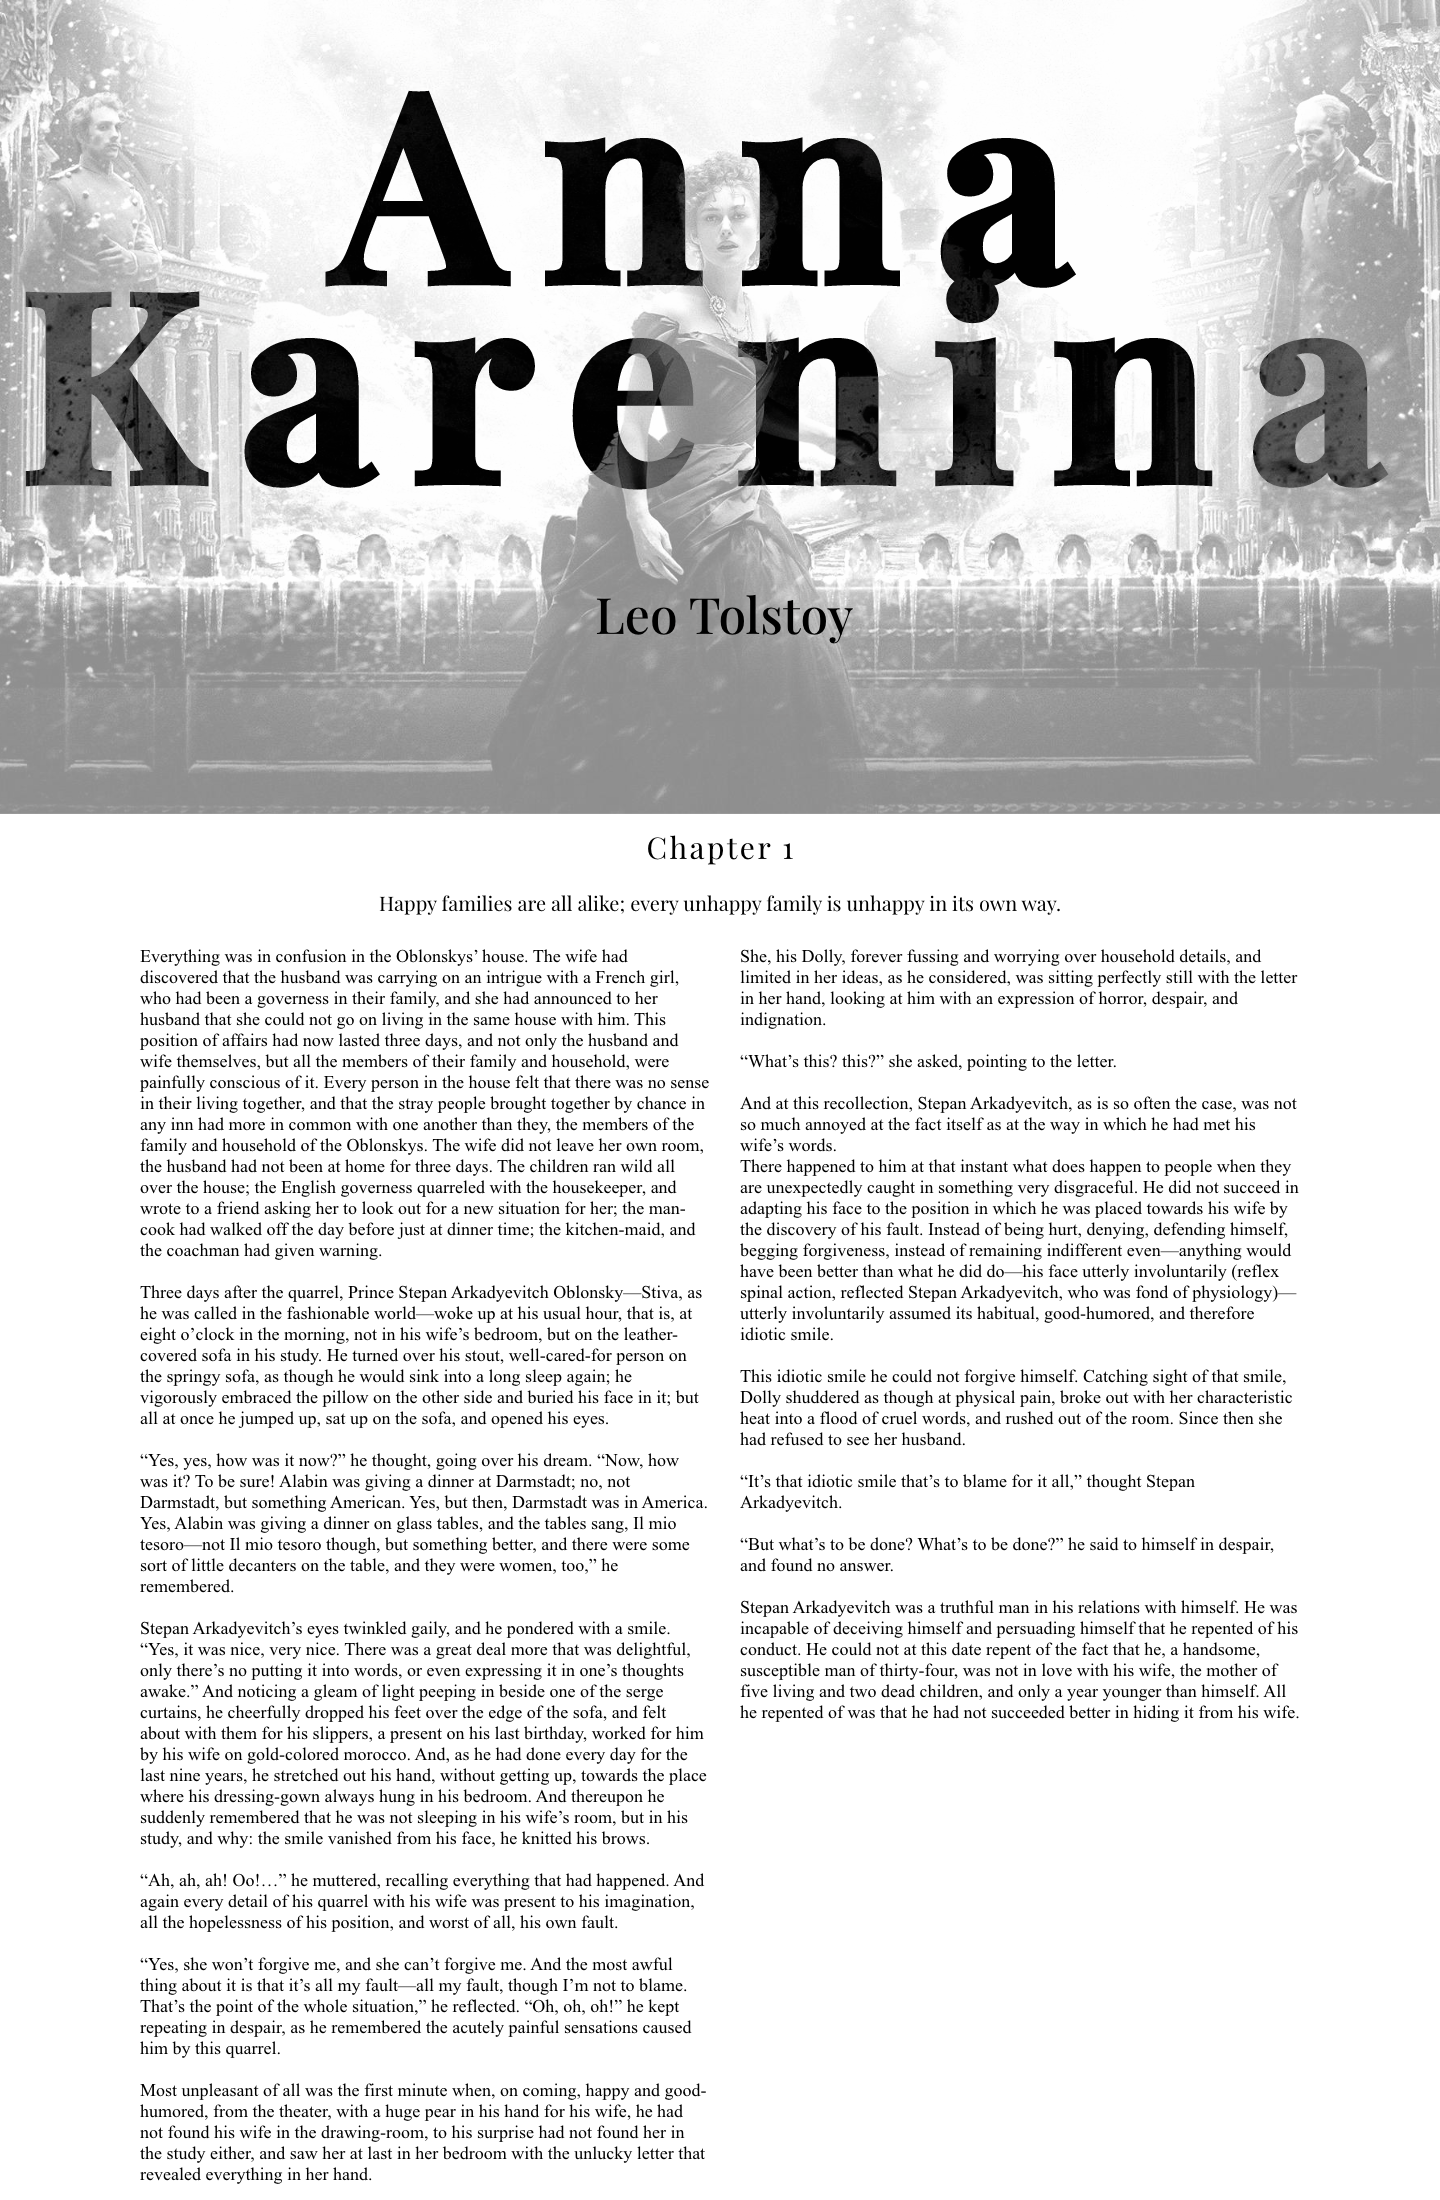 Anna
Karenina
Leo Tolstoy
Chapter 1
Happy families are all alike; every unhappy family is unhappy in its own way.
Everything was in confusion in the Oblonskys’ house. The wife had
discovered that the husband was carrying on an intrigue with a French girl,
who had been a governess in their family, and she had announced to her
husband that she could not go on living in the same house with him. This
position of affairs had now lasted three days, and not only the husband and
wife themselves, but all the members of their family and household, were
painfully conscious of it. Every person in the house felt that there was no sense
in their living together, and that the stray people brought together by chance in
any inn had more in common with one another than they, the members of the
family and household of the Oblonskys. The wife did not leave her own room,
the husband had not been at home for three days. The children ran wild all
over the house; the English governess quarreled with the housekeeper, and
wrote to a friend asking her to look out for a new situation for her; the man-
cook had walked off the day before just at dinner time; the kitchen-maid, and
the coachman had given warning.
Three days after the quarrel, Prince Stepan Arkadyevitch Oblonsky—Stiva, as
he was called in the fashionable world—woke up at his usual hour, that is, at
eight o’clock in the morning, not in his wife’s bedroom, but on the leather-
covered sofa in his study. He turned over his stout, well-cared-for person on
the springy sofa, as though he would sink into a long sleep again; he
vigorously embraced the pillow on the other side and buried his face in it; but
all at once he jumped up, sat up on the sofa, and opened his eyes.
“Yes, yes, how was it now?” he thought, going over his dream. “Now, how
was it? To be sure! Alabin was giving a dinner at Darmstadt; no, not
Darmstadt, but something American. Yes, but then, Darmstadt was in America.
Yes, Alabin was giving a dinner on glass tables, and the tables sang, Il mio
tesoro—not Il mio tesoro though, but something better, and there were some
sort of little decanters on the table, and they were women, too,” he
remembered.
Stepan Arkadyevitch’s eyes twinkled gaily, and he pondered with a smile.
“Yes, it was nice, very nice. There was a great deal more that was delightful,
only there’s no putting it into words, or even expressing it in one’s thoughts
awake.” And noticing a gleam of light peeping in beside one of the serge
curtains, he cheerfully dropped his feet over the edge of the sofa, and felt
about with them for his slippers, a present on his last birthday, worked for him
by his wife on gold-colored morocco. And, as he had done every day for the
last nine years, he stretched out his hand, without getting up, towards the place
where his dressing-gown always hung in his bedroom. And thereupon he
suddenly remembered that he was not sleeping in his wife’s room, but in his
study, and why: the smile vanished from his face, he knitted his brows.
“Ah, ah, ah! Oo!…” he muttered, recalling everything that had happened. And
again every detail of his quarrel with his wife was present to his imagination,
all the hopelessness of his position, and worst of all, his own fault.
“Yes, she won’t forgive me, and she can’t forgive me. And the most awful
thing about it is that it’s all my fault—all my fault, though I’m not to blame.
That’s the point of the whole situation,” he reflected. “Oh, oh, oh!” he kept
repeating in despair, as he remembered the acutely painful sensations caused
him by this quarrel.
Most unpleasant of all was the first minute when, on coming, happy and good-
humored, from the theater, with a huge pear in his hand for his wife, he had
not found his wife in the drawing-room, to his surprise had not found her in
the study either, and saw her at last in her bedroom with the unlucky letter that
revealed everything in her hand.
She, his Dolly, forever fussing and worrying over household details, and
limited in her ideas, as he considered, was sitting perfectly still with the letter
in her hand, looking at him with an expression of horror, despair, and
indignation.
“What’s this? this?” she asked, pointing to the letter.
And at this recollection, Stepan Arkadyevitch, as is so often the case, was not
so much annoyed at the fact itself as at the way in which he had met his
wife’s words.
There happened to him at that instant what does happen to people when they
are unexpectedly caught in something very disgraceful. He did not succeed in
adapting his face to the position in which he was placed towards his wife by
the discovery of his fault. Instead of being hurt, denying, defending himself,
begging forgiveness, instead of remaining indifferent even—anything would
have been better than what he did do—his face utterly involuntarily (reflex
spinal action, reflected Stepan Arkadyevitch, who was fond of physiology)—
utterly involuntarily assumed its habitual, good-humored, and therefore
idiotic smile.
This idiotic smile he could not forgive himself. Catching sight of that smile,
Dolly shuddered as though at physical pain, broke out with her characteristic
heat into a flood of cruel words, and rushed out of the room. Since then she
had refused to see her husband.
“It’s that idiotic smile that’s to blame for it all,” thought Stepan
Arkadyevitch.
“But what’s to be done? What’s to be done?” he said to himself in despair,
and found no answer.
Stepan Arkadyevitch was a truthful man in his relations with himself. He was
incapable of deceiving himself and persuading himself that he repented of his
conduct. He could not at this date repent of the fact that he, a handsome,
susceptible man of thirty-four, was not in love with his wife, the mother of
five living and two dead children, and only a year younger than himself. All
he repented of was that he had not succeeded better in hiding it from his wife.